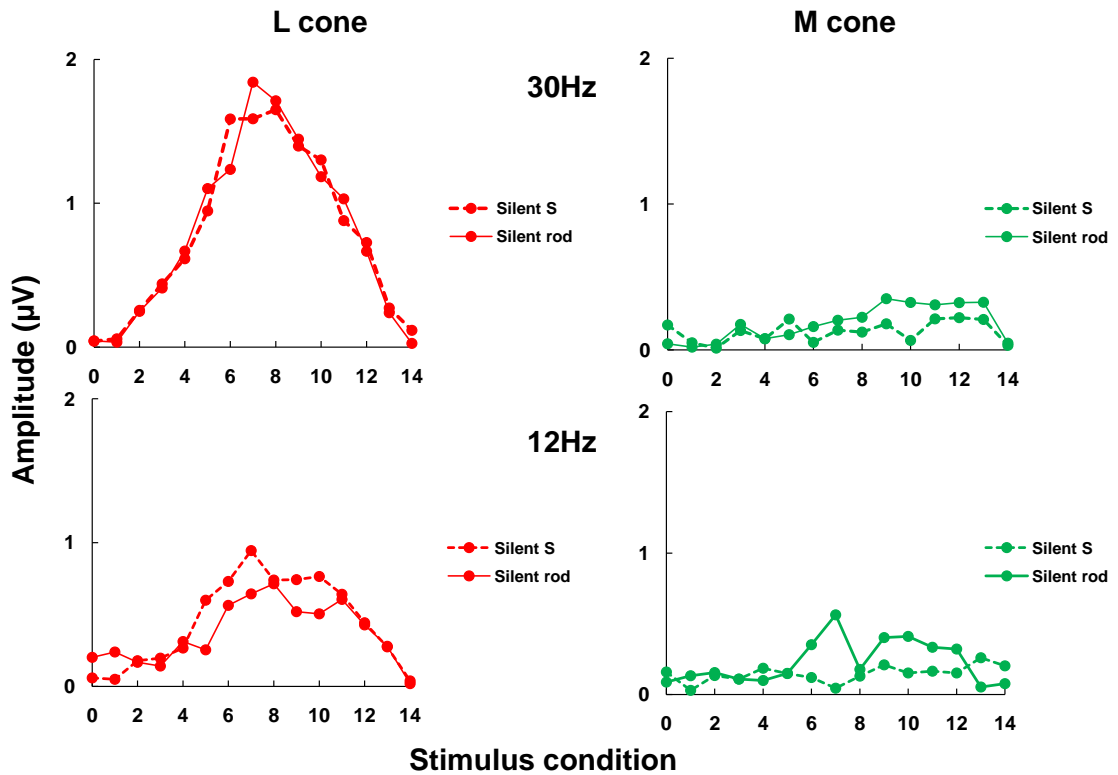 L cone
M cone
30Hz
2
1
0
0 2 4 6 8 10 12 14
Silent S
Silent rod
2
1
0
0 2 4 6 8 10 12 14
Silent S
Silent rod
Amplitude (µV)
12Hz
2
1
0
0 2 4 6 8 10 12 14
Silent S
Silent rod
2
1
0
0 2 4 6 8 10 12 14
Silent S
Silent rod
Stimulus condition